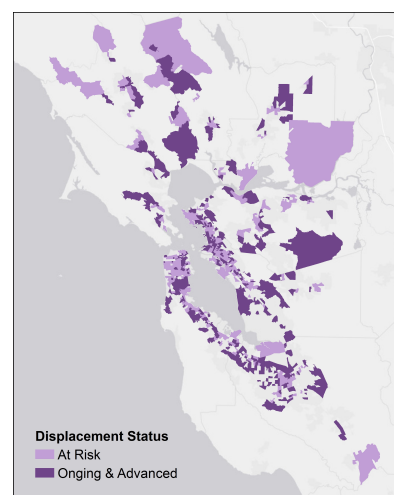 Displacement Status
At Risk
Onging & Advanced